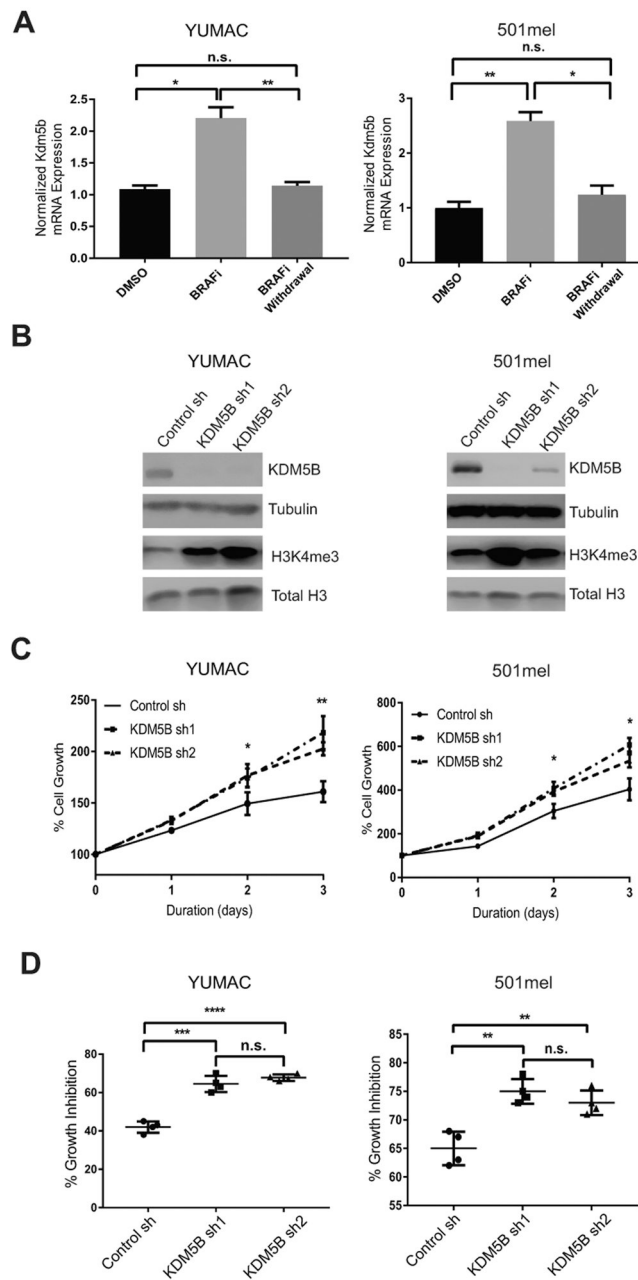 A
YUMAC
n.s.
*
**
Normalized Kdm5b
mRNA Expression
2.5
2.0
1.5
1.0
0.5
0.0
DMSO
BRAFi
BRAFi
Withdrawal
501mel
n.s.
**
*
Normalized Kdm5b
mRNA Expression
3
2
1
0
DMSO
BRAFi
BRAFi
Withdrawal
B
YUMAC
Control sh
KDM5B sh1
KDM5B sh2
KDM5B
Tubulin
H3K4me3
Total H3
501mel
Control sh
KDM5B sh1
KDM5B sh2
KDM5B
Tubulin
H3K4me3
Total H3
C
YUMAC
% Cell Growth
250
200
150
100
Control sh
KDM5B sh1
KDM5B sh2
*
**
0 1 2 3
Duration (days)
501mel
% Cell Growth
800
600
400
200
0
Control sh
KDM5B sh1
KDM5B sh2
*
*
0 1 2 3
Duration (days)
D
YUMAC
****
***
n.s.
% Growth Inhibition
80
60
40
20
0
Control sh
KDM5B sh1
KDM5B sh2
501mel
**
**
n.s.
% Growth Inhibition
85
80
75
70
65
60
55
Control sh
KDM5B sh1
KDM5B sh2